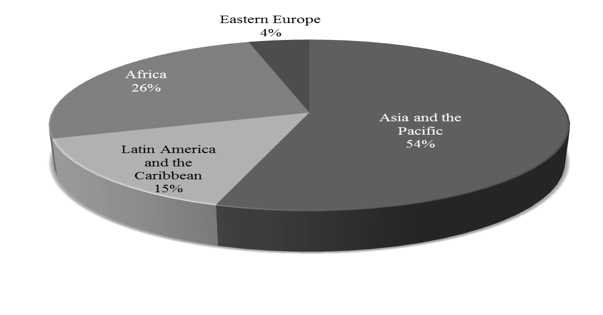 Eastern Europe
4%
Africa
26%
Asia and the
Pacific
54%
Latin America
and the
Caribbean
15%